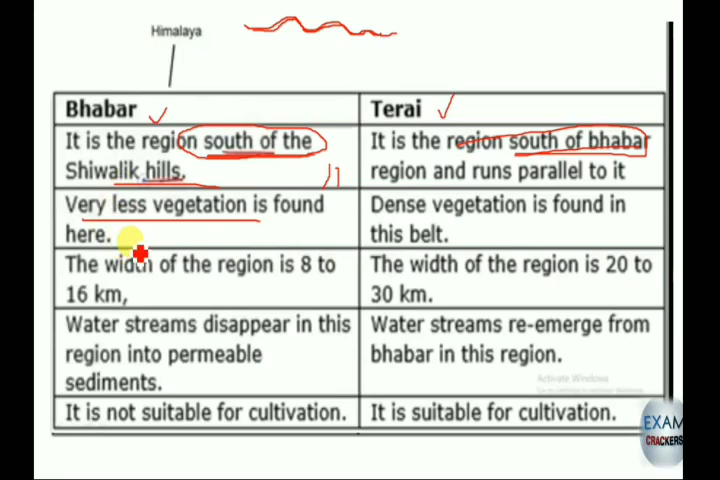 Himalaya
Bhabar
Terai
It is the region south of the
Shiwalik hills.
It is the region south of bhabar
region and runs parallel to it
Very less vegetation is found
here.
Dense vegetation is found in
this belt.
The width of the region is 8 to
16 km,
The width of the region is 20 to
30 km.
Water streams disappear in this
region into permeable
sediments.
Water streams re-emerge from
bhabar in this region.
It is not suitable for cultivation.
It is suitable for cultivation.
Activate Windows
EXAM
CRACKERS